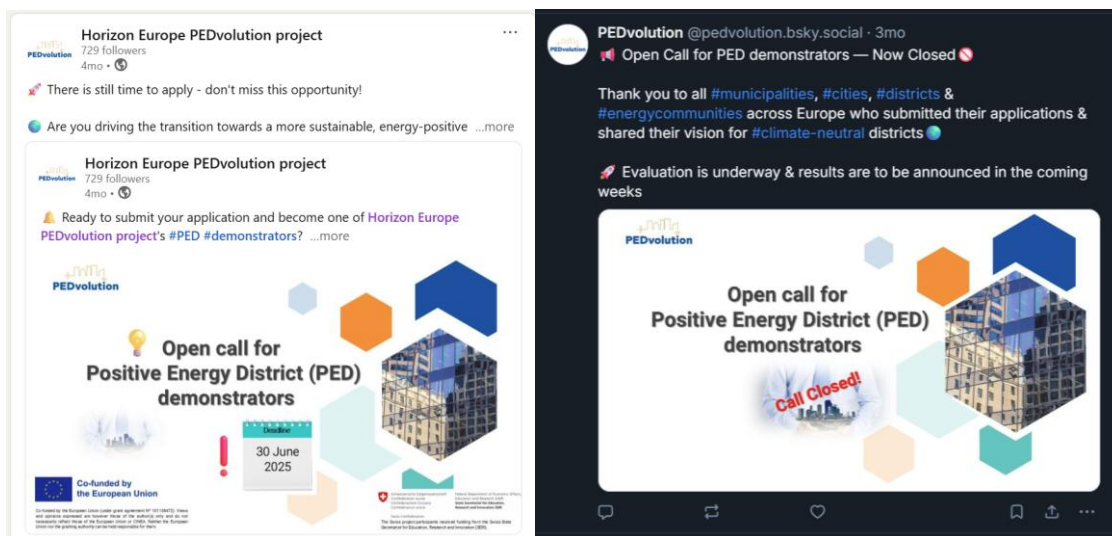 Horizon Europe PEDvolution project
729 followers
4mo •
🚀 There is still time to apply - don't miss this opportunity!
🌍 Are you driving the transition towards a more sustainable, energy-positive ...more
PEDvolution
Horizon Europe PEDvolution project
729 followers
4mo •
PEDvolution
🔔 Ready to submit your application and become one of Horizon Europe
PEDvolution project's #PED #demonstrators? ...more
PEDvolution
Open call for
Positive Energy District (PED)
demonstrators
Deadline
30 June
2025
Co-funded by
the European Union
PEDvolution @pedvolution.bsky.social · 3mo
PEDvolution
📢 Open Call for PED demonstrators — Now Closed🚫
Thank you to all #municipalities, #cities, #districts &
#energycommunities across Europe who submitted their applications &
shared their vision for #climate-neutral districts🌍
🚀 Evaluation is underway & results are to be announced in the coming
weeks
PEDvolution
Open call for
Positive Energy District (PED)
demonstrators
Call Closed!